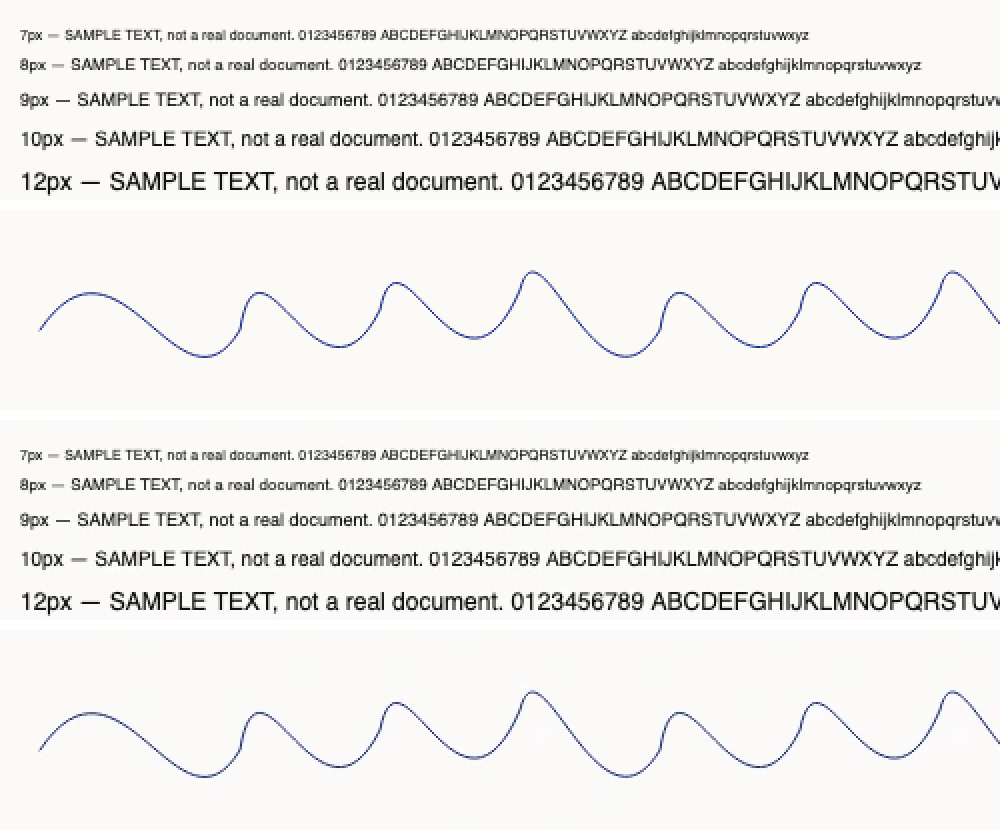 7px — SAMPLE TEXT, not a real document. 0123456789 ABCDEFGHIJKLMNOPQRSTUVWXYZ abcdefghijklmnopqrstuvwxyz
8px — SAMPLE TEXT, not a real document. 0123456789 ABCDEFGHIJKLMNOPQRSTUVWXYZ abcdefghijklmnopqrstuvwxyz
9px — SAMPLE TEXT, not a real document. 0123456789 ABCDEFGHIJKLMNOPQRSTUVWXYZ abcdefghijklmnopqrstuv
10px — SAMPLE TEXT, not a real document. 0123456789 ABCDEFGHIJKLMNOPQRSTUVWXYZ abcdefghij
12px — SAMPLE TEXT, not a real document. 0123456789 ABCDEFGHIJKLMNOPQRSTUV
7px — SAMPLE TEXT, not a real document. 0123456789 ABCDEFGHIJKLMNOPQRSTUVWXYZ abcdefghijklmnopqrstuvwxyz
8px — SAMPLE TEXT, not a real document. 0123456789 ABCDEFGHIJKLMNOPQRSTUVWXYZ abcdefghijklmnopqrstuvwxyz
9px — SAMPLE TEXT, not a real document. 0123456789 ABCDEFGHIJKLMNOPQRSTUVWXYZ abcdefghijklmnopqrstuv
10px — SAMPLE TEXT, not a real document. 0123456789 ABCDEFGHIJKLMNOPQRSTUVWXYZ abcdefghij
12px — SAMPLE TEXT, not a real document. 0123456789 ABCDEFGHIJKLMNOPQRSTUV